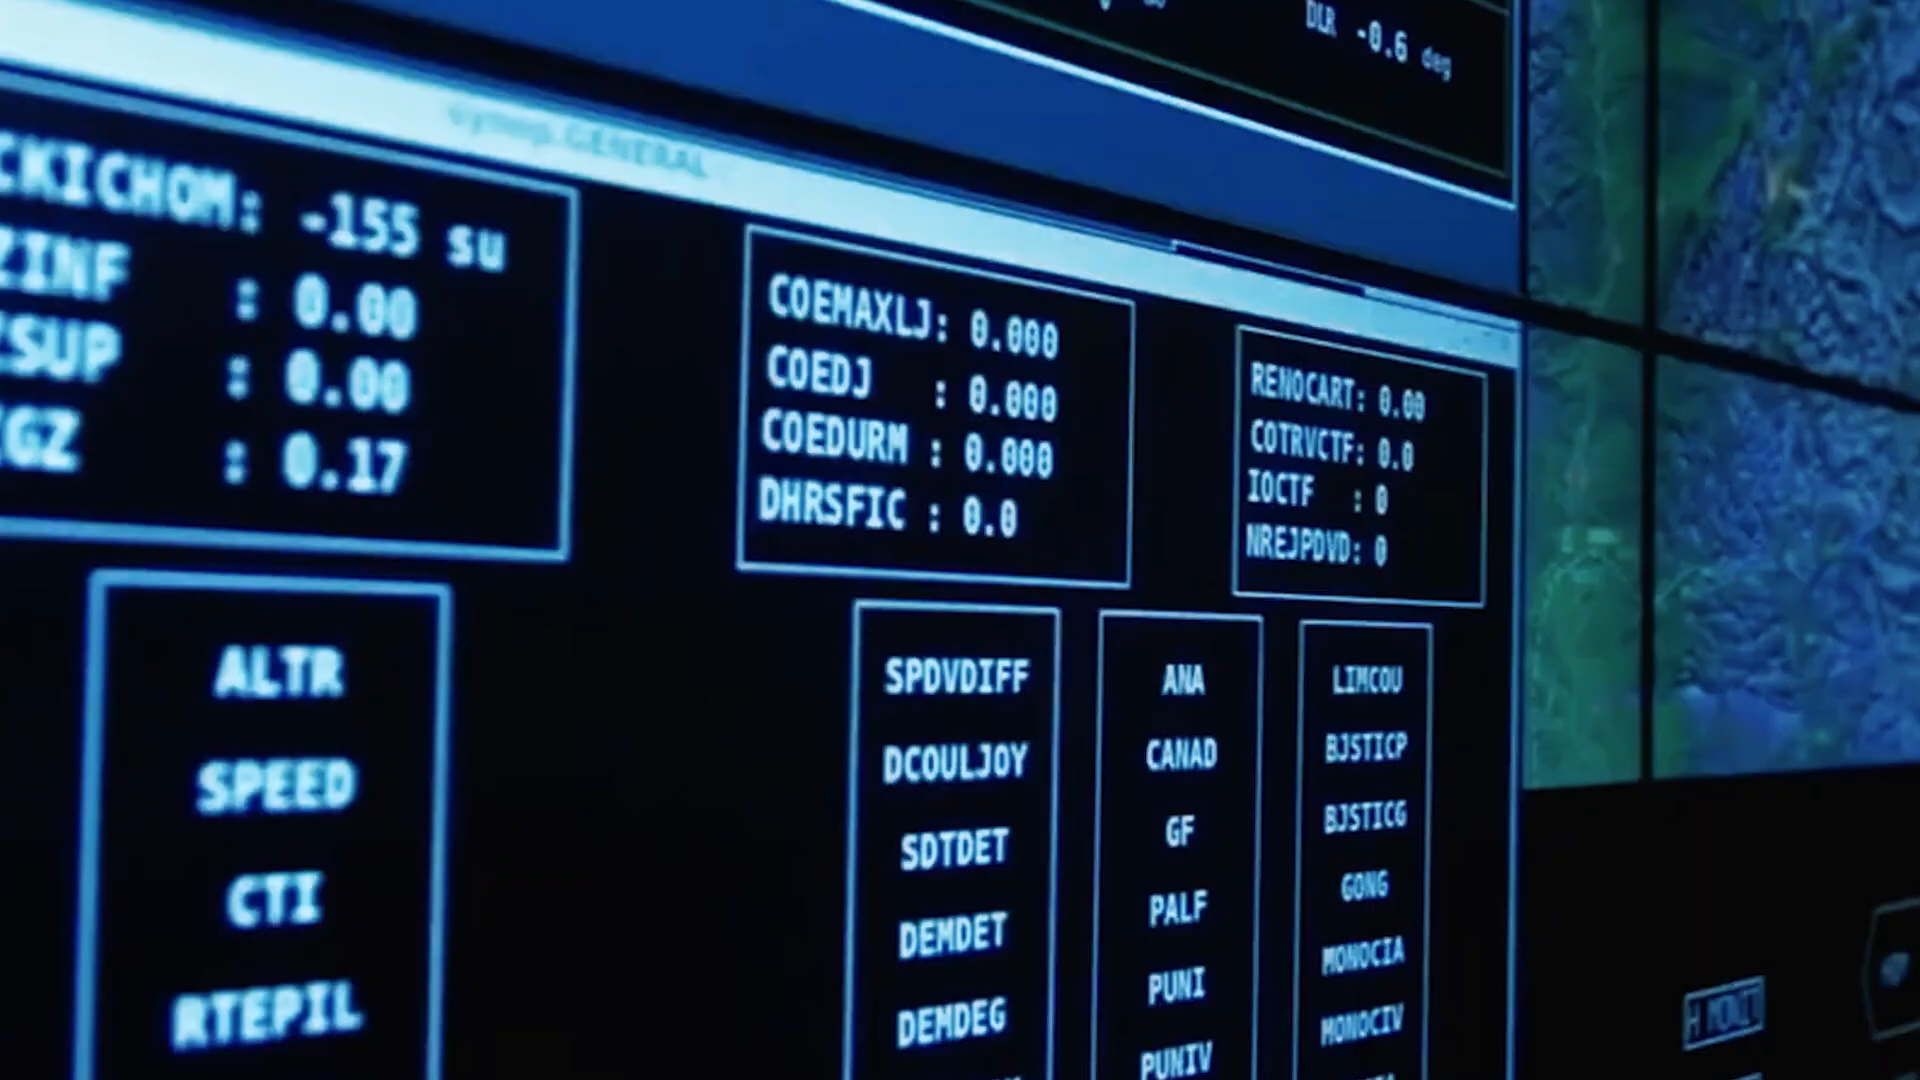 DLR -0.6 deg
GENERAL
CKICHOM: -155 su
ZINF : 0.00
SUP : 0.00
GZ : 0.17
COEMAXLJ: 0.000
COEDJ : 0.000
COEDURM : 0.000
DHRSFIC : 0.0
RENOCART: 0.00
COTRVCTF: 0.0
IOCTF : 0
NREJPDVD: 0
ALTR
SPEED
CTI
RTEPIL
SPDVDIFF
DCOULJOY
SDTDET
DEMDET
DEMDEG
ANA
CANAD
GF
PALF
PUNI
PUNIV
LIMCOU
BJSTICP
BJSTICG
GONG
MONOCIA
MONOCIV